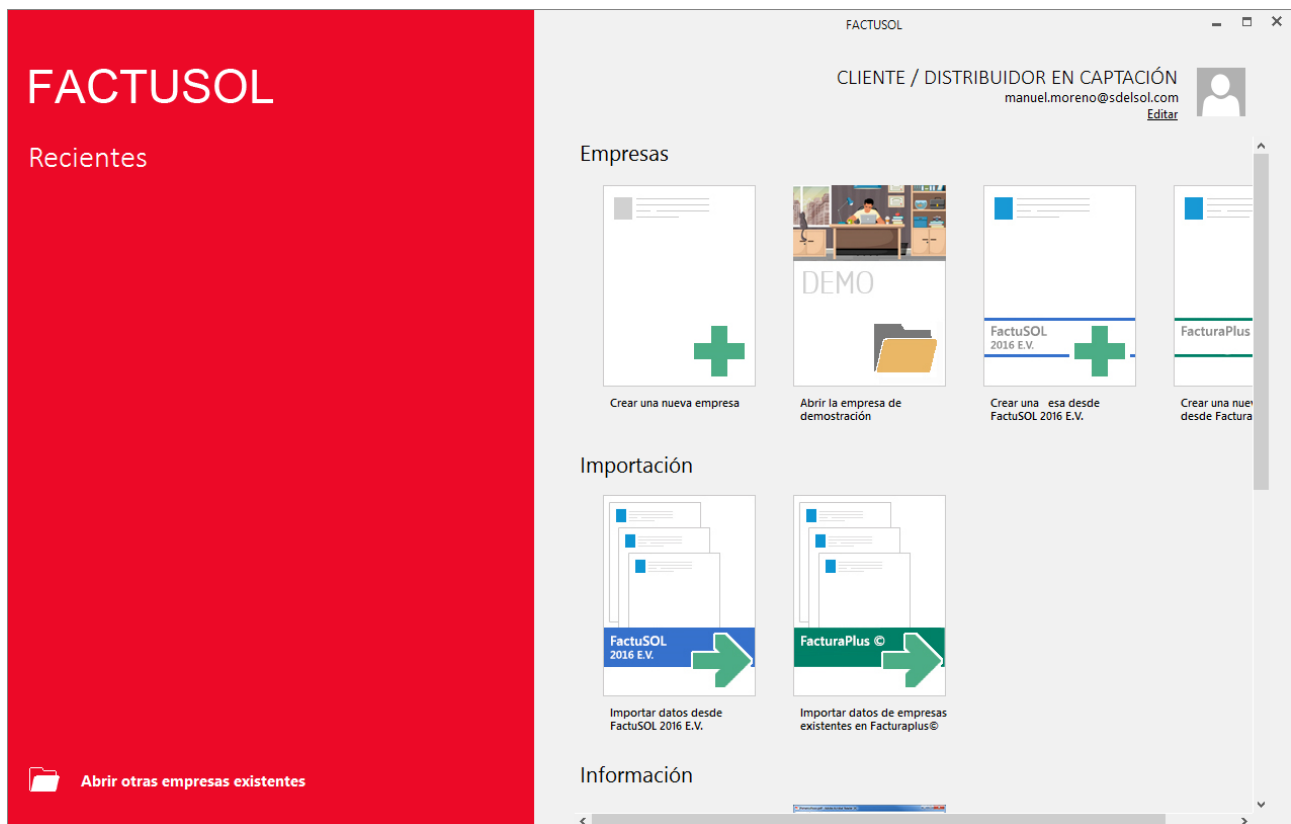 FACTUSOL
FACTUSOL
CLIENTE / DISTRIBUIDOR EN CAPTACIÓN
manuel.moreno@sdelsol.com
Editar
Recientes
Empresas
DEMO
FactuSOL
2016 E.V.
FacturaPlus
Crear una nueva empresa
Abrir la empresa de
demostración
Crear una esa desde
FactuSOL 2016 E.V.
Crear una nuev
desde Factura
Importación
FactuSOL
2016 E.V.
FacturaPlus ©
Importar datos desde
FactuSOL 2016 E.V.
Importar datos de empresas
existentes en Facturaplus©
Información
Abrir otras empresas existentes